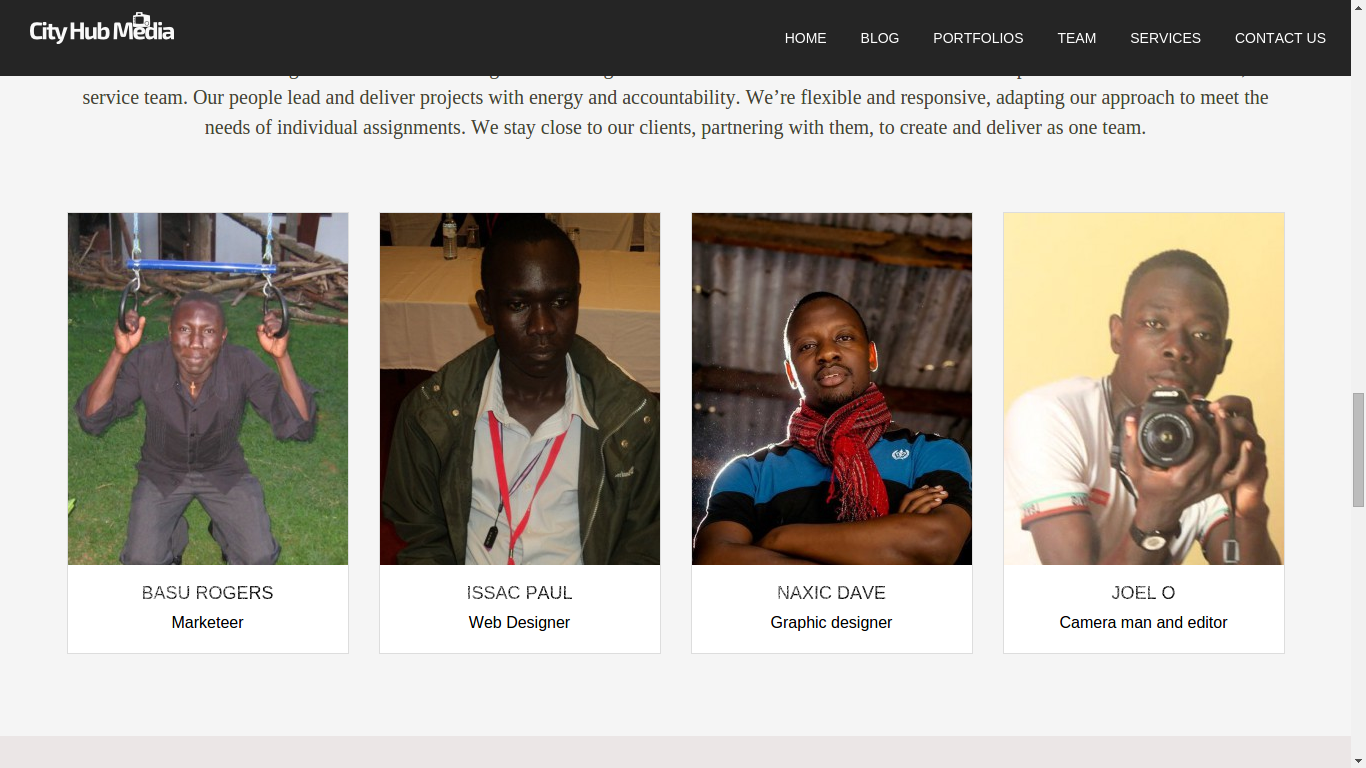 City Hub Media
HOME BLOG PORTFOLIOS TEAM SERVICES CONTACT US
service team. Our people lead and deliver projects with energy and accountability. We’re flexible and responsive, adapting our approach to meet the
needs of individual assignments. We stay close to our clients, partnering with them, to create and deliver as one team.
BASU ROGERS
Marketeer
ISSAC PAUL
Web Designer
NAXIC DAVE
Graphic designer
JOEL O
Camera man and editor